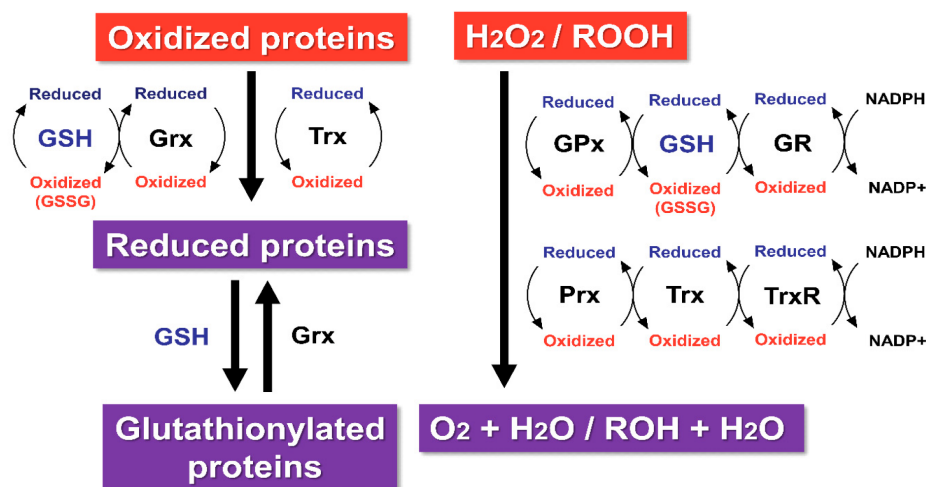 Oxidized proteins
H2O2 / ROOH
Reduced Reduced Reduced
GSH Grx Trx
Oxidized Oxidized Oxidized
(GSSG)
Reduced Reduced Reduced NADPH
GPx GSH GR
Oxidized Oxidized Oxidized NADP+
(GSSG)
Reduced proteins
Reduced Reduced Reduced NADPH
Prx Trx TrxR
Oxidized Oxidized Oxidized NADP+
GSH Grx
Glutathionylated
proteins
O2 + H2O / ROH + H2O